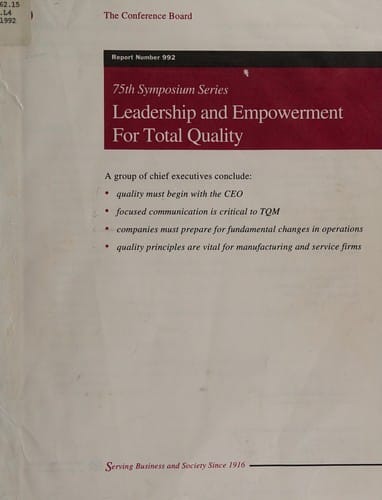 62.15
.L4
1992
The Conference Board
Report Number 992
75th Symposium Series
Leadership and Empowerment
For Total Quality
A group of chief executives conclude:
• quality must begin with the CEO
• focused communication is critical to TQM
• companies must prepare for fundamental changes in operations
• quality principles are vital for manufacturing and service firms
Serving Business and Society Since 1916